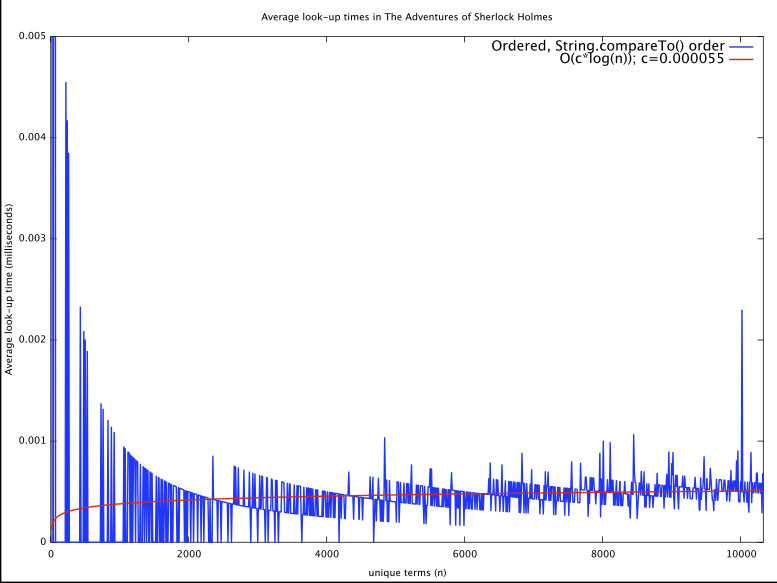 Average look-up times in The Adventures of Sherlock Holmes
Ordered, String.compareTo() order
O(c*log(n)); c=0.000055
Average look-up time (milliseconds)
0.005
0.004
0.003
0.002
0.001
0
0 2000 4000 6000 8000 10000
unique terms (n)